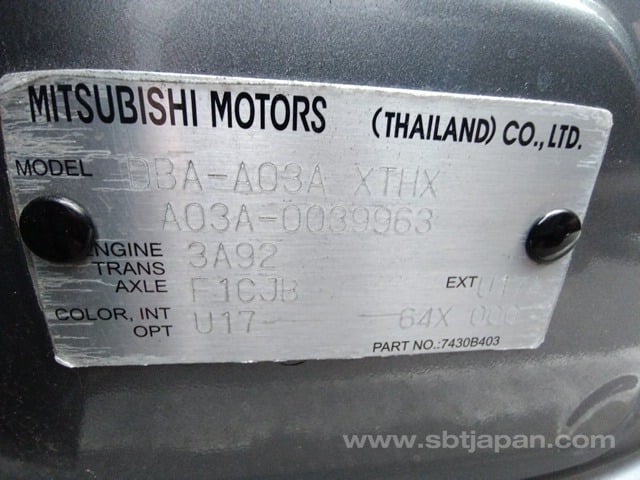 MITSUBISHI MOTORS (THAILAND) CO., LTD.
MODEL DBA-A03A XTHX
A03A-0039963
ENGINE 3A92
TRANS
AXLE F1CJB EXT U17
COLOR, INT
OPT U17 64X 000
PART NO.:7430B403
www.sbtjapan.com